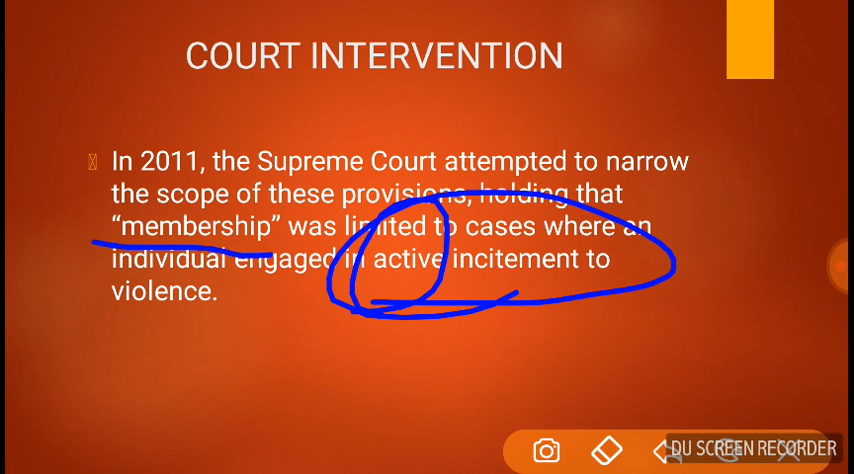 COURT INTERVENTION
In 2011, the Supreme Court attempted to narrow
the scope of these provisions, holding that
“membership” was limited to cases where an
individual engaged in active incitement to
violence.
DU SCREEN RECORDER